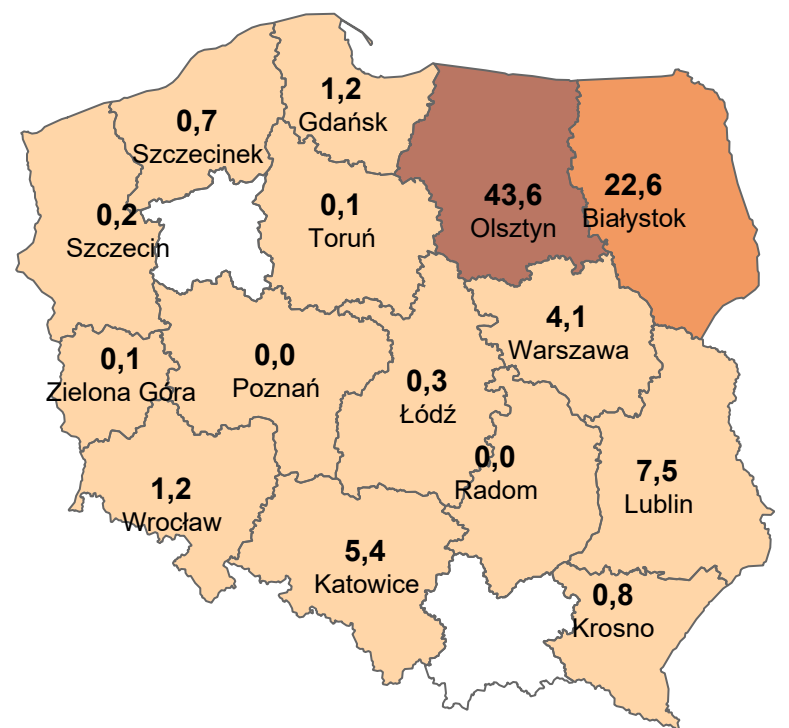 1,2
Gdańsk
0,7
Szczecinek
43,6
Olsztyn
22,6
Białystok
0,2
Szczecin
0,1
Toruń
4,1
Warszawa
0,1
Zielona Góra
0,0
Poznań
0,3
Łódź
0,0
Radom
7,5
Lublin
1,2
Wrocław
5,4
Katowice
0,8
Krosno